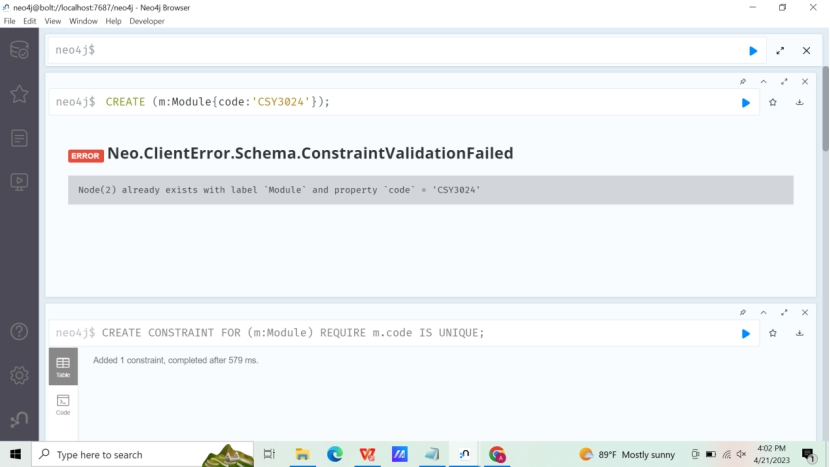 neo4j@bolt://localhost:7687/neo4j - Neo4j Browser
File Edit View Window Help Developer
neo4j$
neo4j$ CREATE (m:Module{code:'CSY3024'});
ERROR Neo.ClientError.Schema.ConstraintValidationFailed
Node(2) already exists with label `Module` and property `code` = 'CSY3024'
neo4j$ CREATE CONSTRAINT FOR (m:Module) REQUIRE m.code IS UNIQUE;
Table
Added 1 constraint, completed after 579 ms.
Code
Type here to search
89°F Mostly sunny
4:02 PM
4/21/2023
1